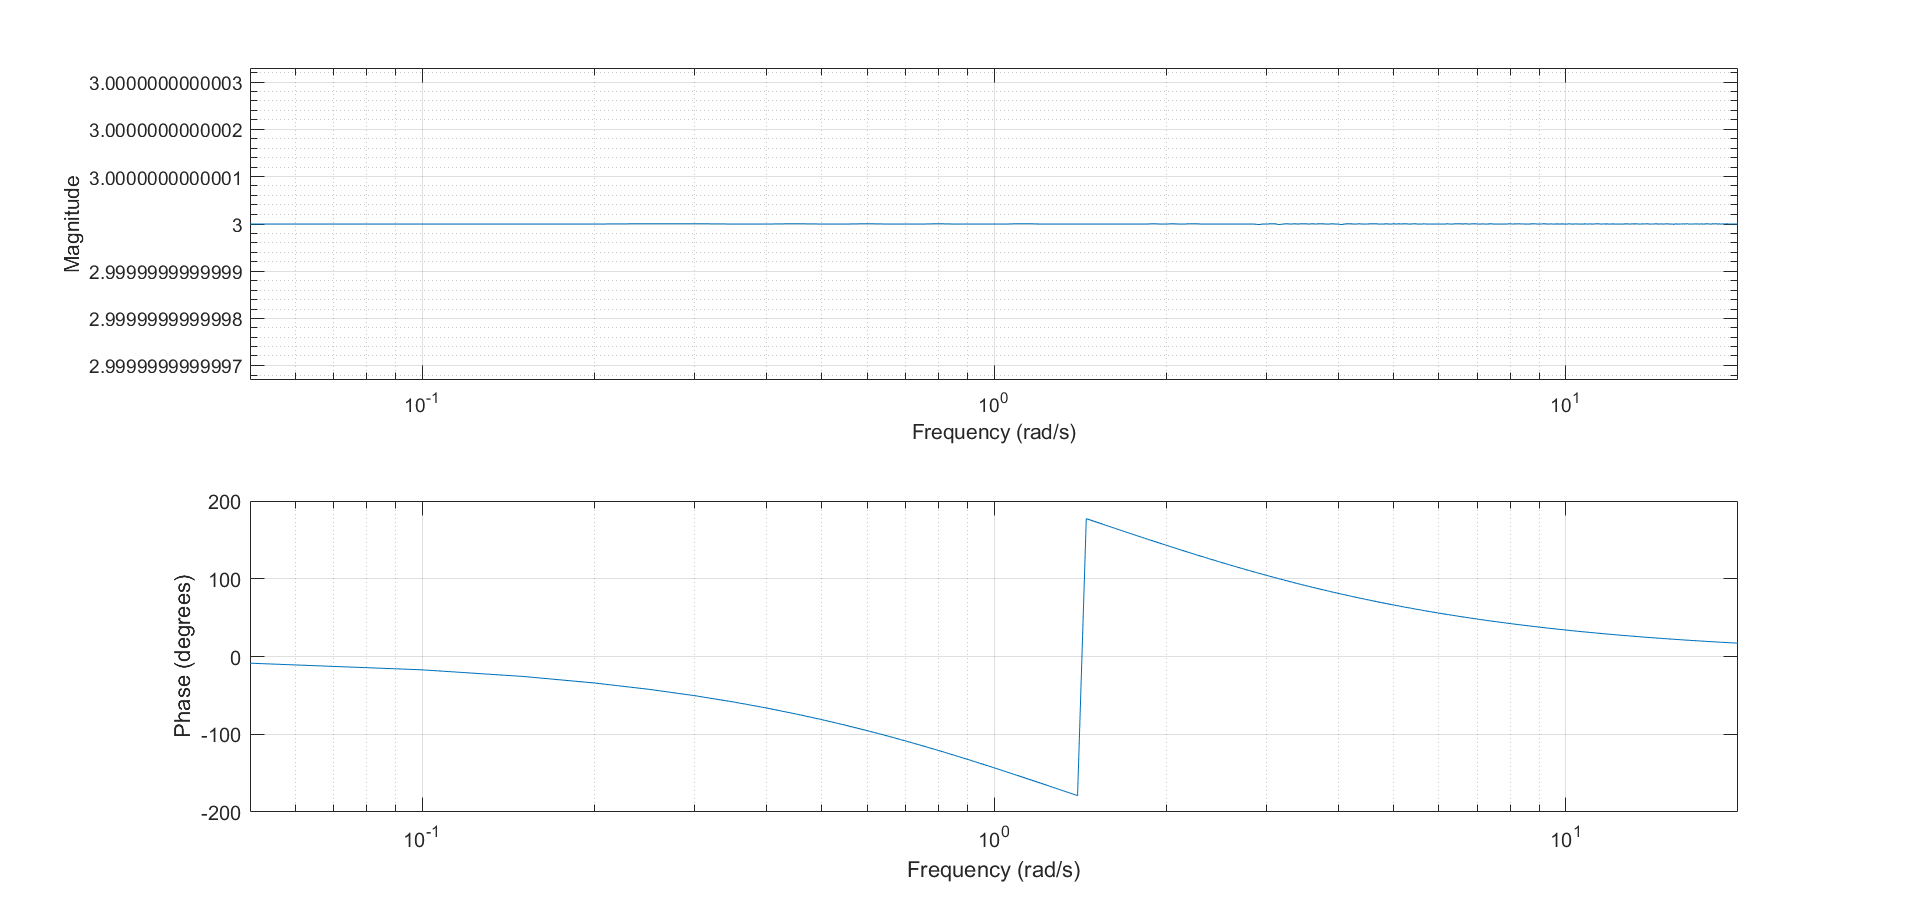 3.0000000000003
3.0000000000002
3.0000000000001
3
2.9999999999999
2.9999999999998
2.9999999999997
Magnitude
10^-1 10^0 10^1
Frequency (rad/s)
200
100
0
-100
-200
Phase (degrees)
10^-1 10^0 10^1
Frequency (rad/s)